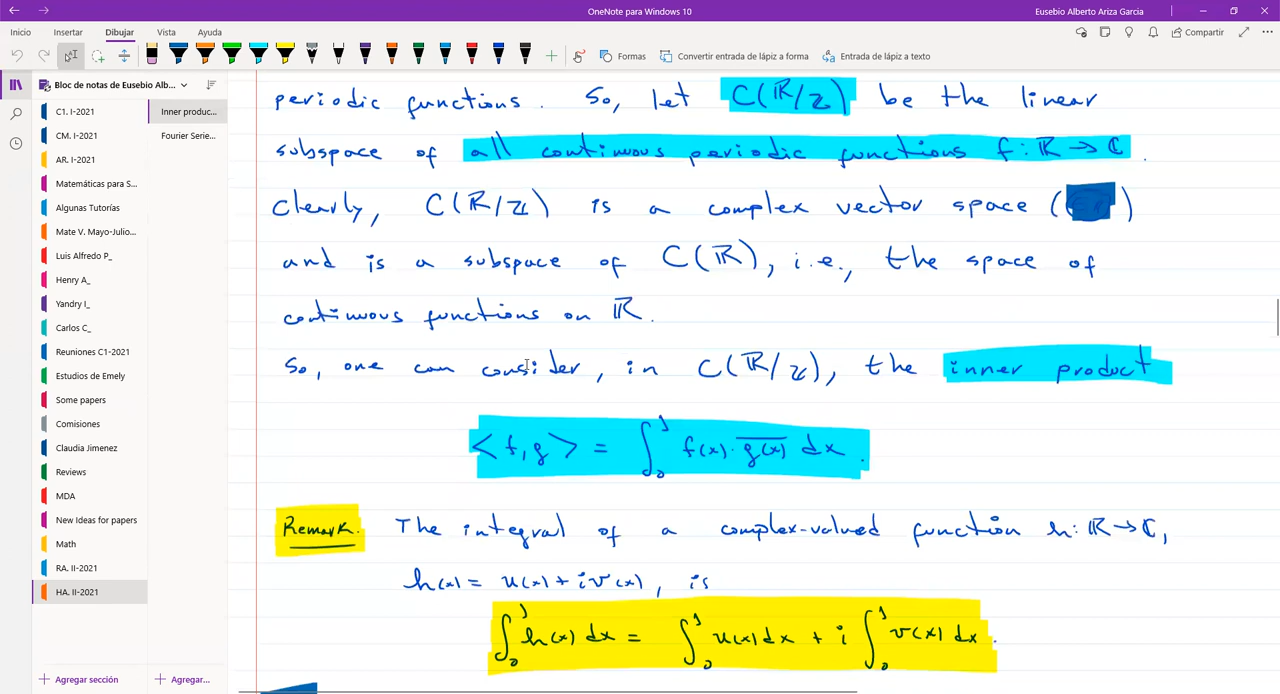 OneNote para Windows 10
Eusebio Alberto Ariza Garcia
Inicio Insertar Dibujar Vista Ayuda
Compartir
Formas Convertir entrada de lápiz a forma Entrada de lápiz a texto
Bloc de notas de Eusebio Alb...
C1. I-2021
CM. I-2021
AR. I-2021
Matemáticas para S...
Algunas Tutorías
Mate V. Mayo-Julio...
Luis Alfredo P_
Henry A_
Yandry I_
Carlos C_
Reuniones C1-2021
Estudios de Emely
Some papers
Comisiones
Claudia Jimenez
Reviews
MDA
New Ideas for papers
Math
RA. II-2021
HA. II-2021
Agregar sección
Inner produc...
Fourier Serie...
Agregar...
periodic functions. So, let C(ℝ/ℤ) be the linear
subspace of all continuous periodic functions f: ℝ → ℂ.
Clearly, C(ℝ/ℤ) is a complex vector space ( )
and is a subspace of C(ℝ), i.e., the space of
continuous functions on ℝ.
So, one can consider, in C(ℝ/ℤ), the inner product
<f,g> = ∫₀¹ f(x)·\overline{g(x)} dx.
Remark. The integral of a complex-valued function h: ℝ→ℂ,
h(x) = u(x) + i v(x), is
∫₀¹ h(x) dx = ∫₀¹ u(x) dx + i ∫₀¹ v(x) dx.